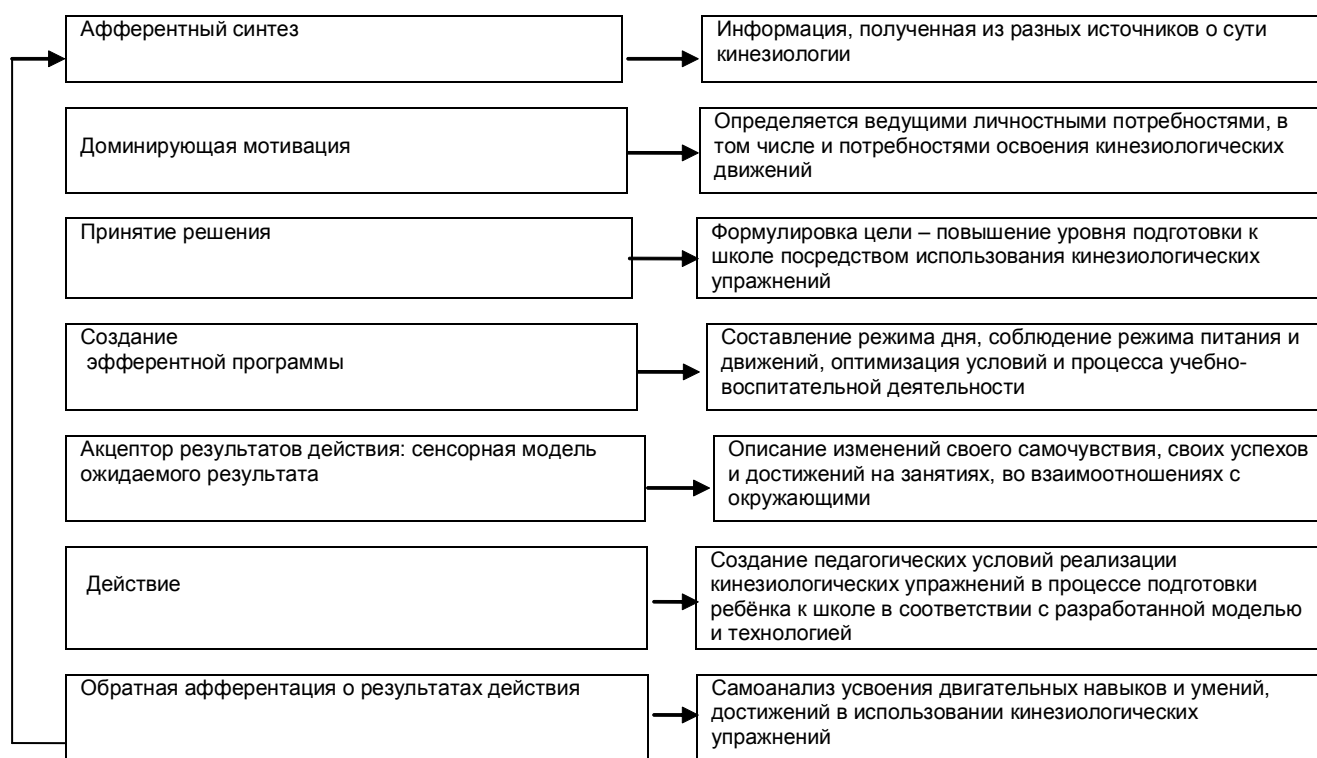 Афферентный синтез
Информация, полученная из разных источников о сути
кинезиологии
Доминирующая мотивация
Определяется ведущими личностными потребностями, в
том числе и потребностями освоения кинезиологических
движений
Принятие решения
Формулировка цели – повышение уровня подготовки к
школе посредством использования кинезиологических
упражнений
Создание
эфферентной программы
Составление режима дня, соблюдение режима питания и
движений, оптимизация условий и процесса учебно-
воспитательной деятельности
Акцептор результатов действия: сенсорная модель
ожидаемого результата
Описание изменений своего самочувствия, своих успехов
и достижений на занятиях, во взаимоотношениях с
окружающими
Действие
Создание педагогических условий реализации
кинезиологических упражнений в процессе подготовки
ребёнка к школе в соответствии с разработанной моделью
и технологией
Обратная афферентация о результатах действия
Самоанализ усвоения двигательных навыков и умений,
достижений в использовании кинезиологических
упражнений